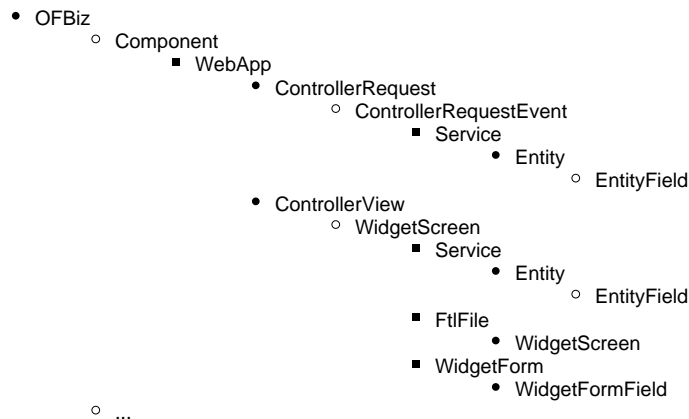 OFBiz
Component
WebApp
ControllerRequest
ControllerRequestEvent
Service
Entity
EntityField
ControllerView
WidgetScreen
Service
Entity
EntityField
FtlFile
WidgetScreen
WidgetForm
WidgetFormField
...